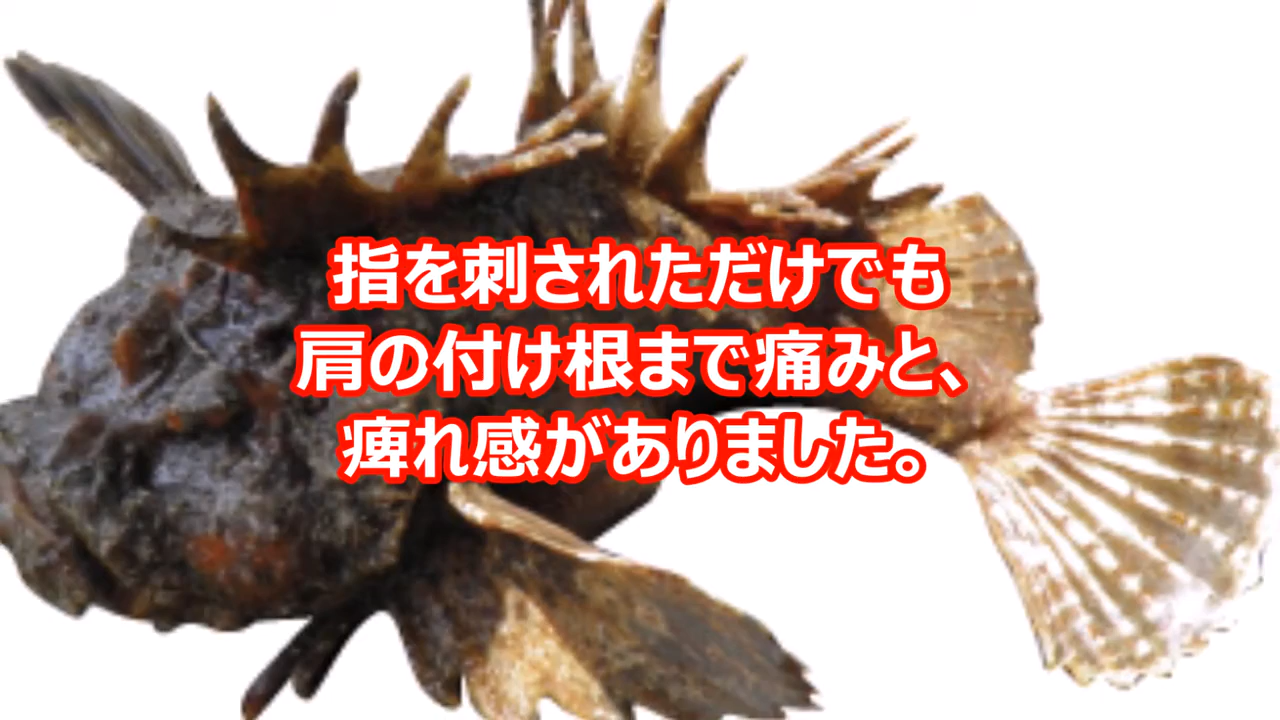 指を刺されただけでも
肩の付け根まで痛みと、
痺れ感がありました。